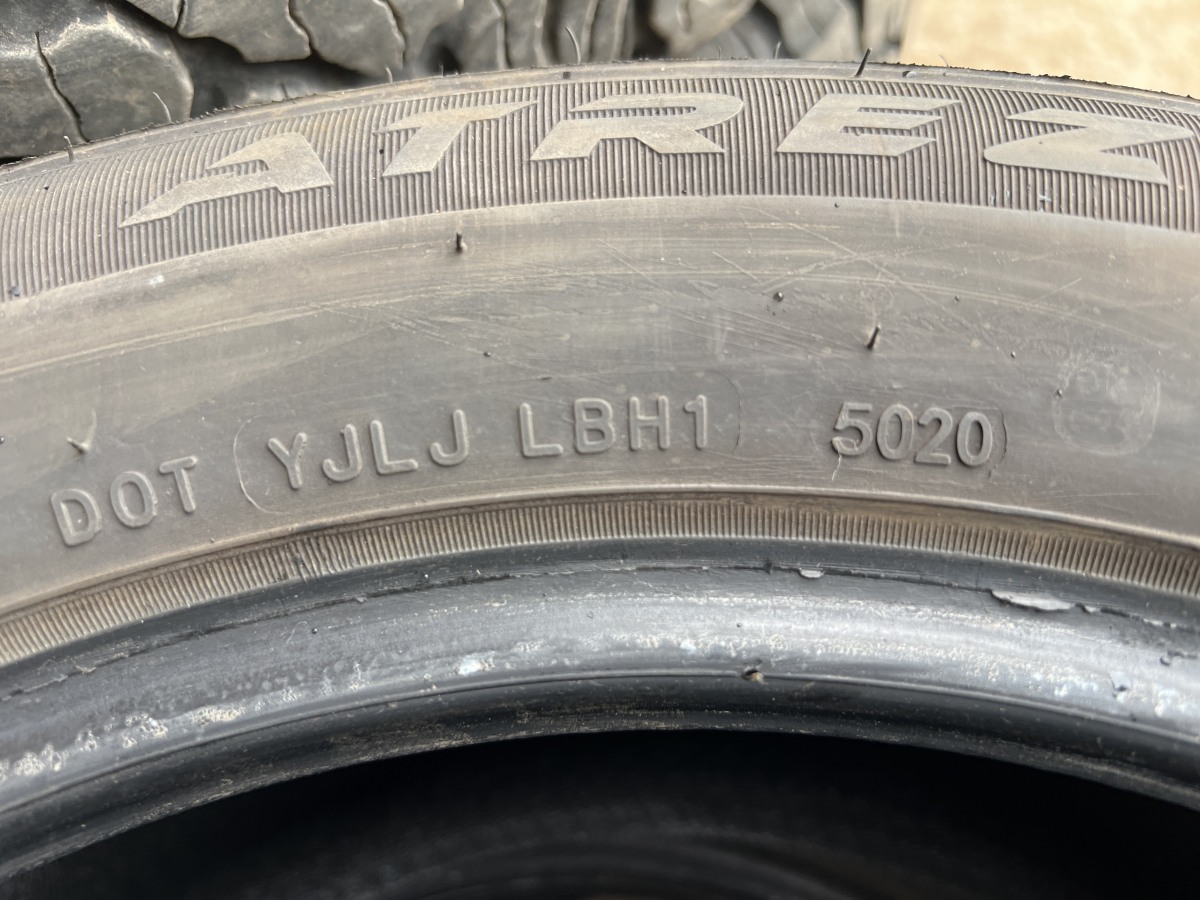 ATREZ
DOT YJLJ LBH1 5020